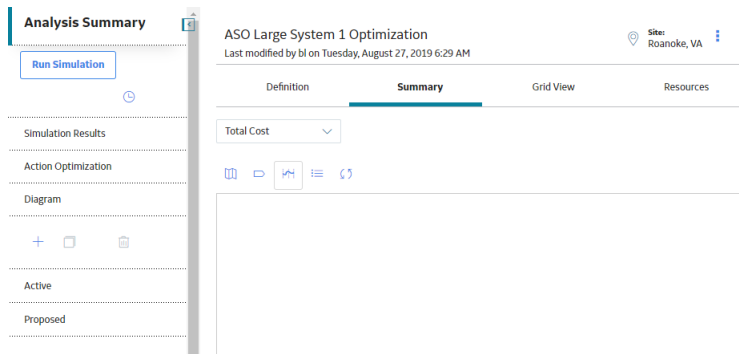 Analysis Summary
Run Simulation
Simulation Results
Action Optimization
Diagram
Active
Proposed
ASO Large System 1 Optimization
Last modified by bl on Tuesday, August 27, 2019 6:29 AM
Site:
Roanoke, VA
Definition
Summary
Grid View
Resources
Total Cost